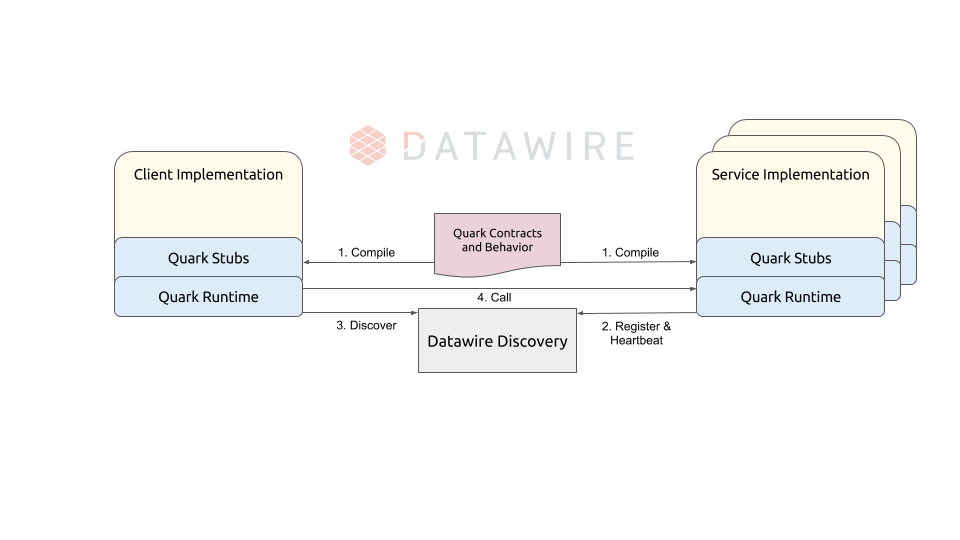 DATAWIRE
Client Implementation
Service Implementation
Quark Contracts
and Behavior
1. Compile
1. Compile
Quark Stubs
Quark Stubs
Quark Runtime
Quark Runtime
4. Call
3. Discover
2. Register &
Heartbeat
Datawire Discovery